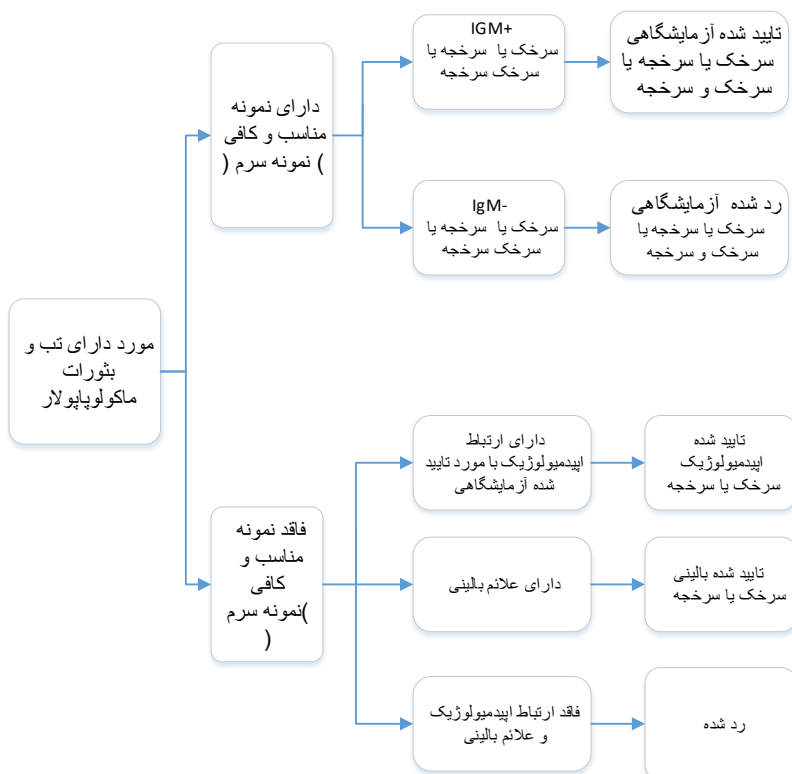 مورد دارای تب و
بثورات
ماکولوپاپولار
دارای نمونه
مناسب و کافی
) نمونه سرم (
IGM+
سرخک یا سرخجه یا
سرخک سرخجه
تایید شده آزمایشگاهی
سرخک یا سرخجه یا
سرخک و سرخجه
IgM-
سرخک یا سرخجه یا
سرخک سرخجه
رد شده آزمایشگاهی
سرخک یا سرخجه یا
سرخک و سرخجه
فاقد نمونه
مناسب و
کافی
)نمونه سرم
(
دارای ارتباط
اپیدمیولوژیک با مورد تایید
شده آزمایشگاهی
تایید شده
اپیدمیولوژیک
سرخک یا سرخجه
دارای علائم بالینی
تایید شده بالینی
سرخک یا سرخجه
فاقد ارتباط اپیدمیولوژیک
و علائم بالینی
رد شده